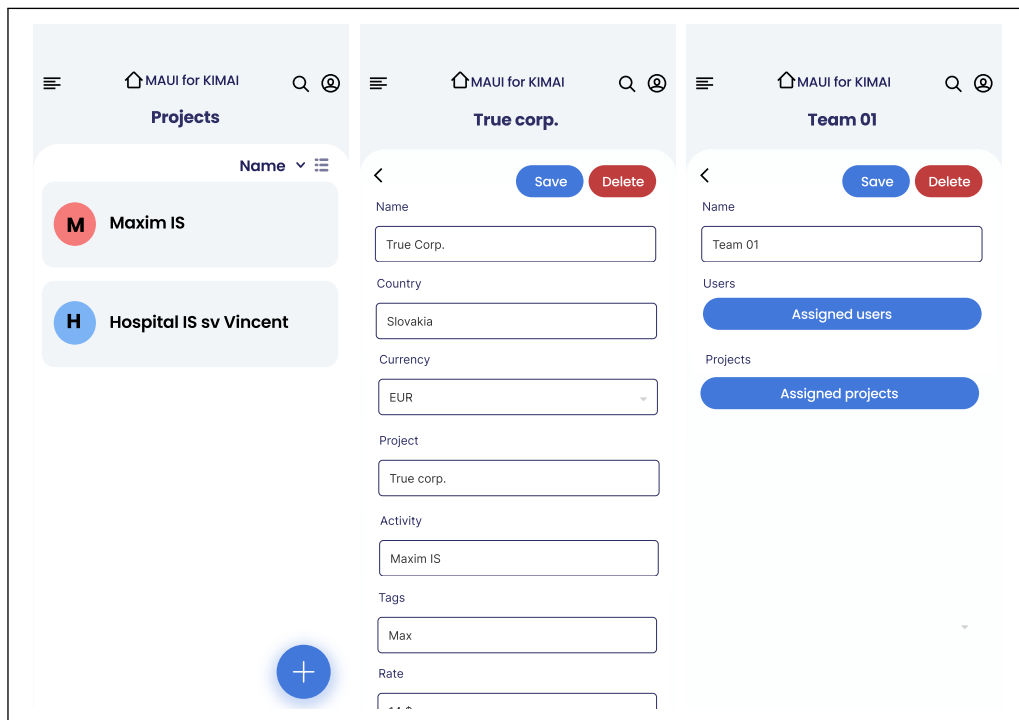 MAUI for KIMAI
Projects
Name
M
Maxim IS
H
Hospital IS sv Vincent
MAUI for KIMAI
True corp.
Save
Delete
Name
True Corp.
Country
Slovakia
Currency
EUR
Project
True corp.
Activity
Maxim IS
Tags
Max
Rate
MAUI for KIMAI
Team 01
Save
Delete
Name
Team 01
Users
Assigned users
Projects
Assigned projects